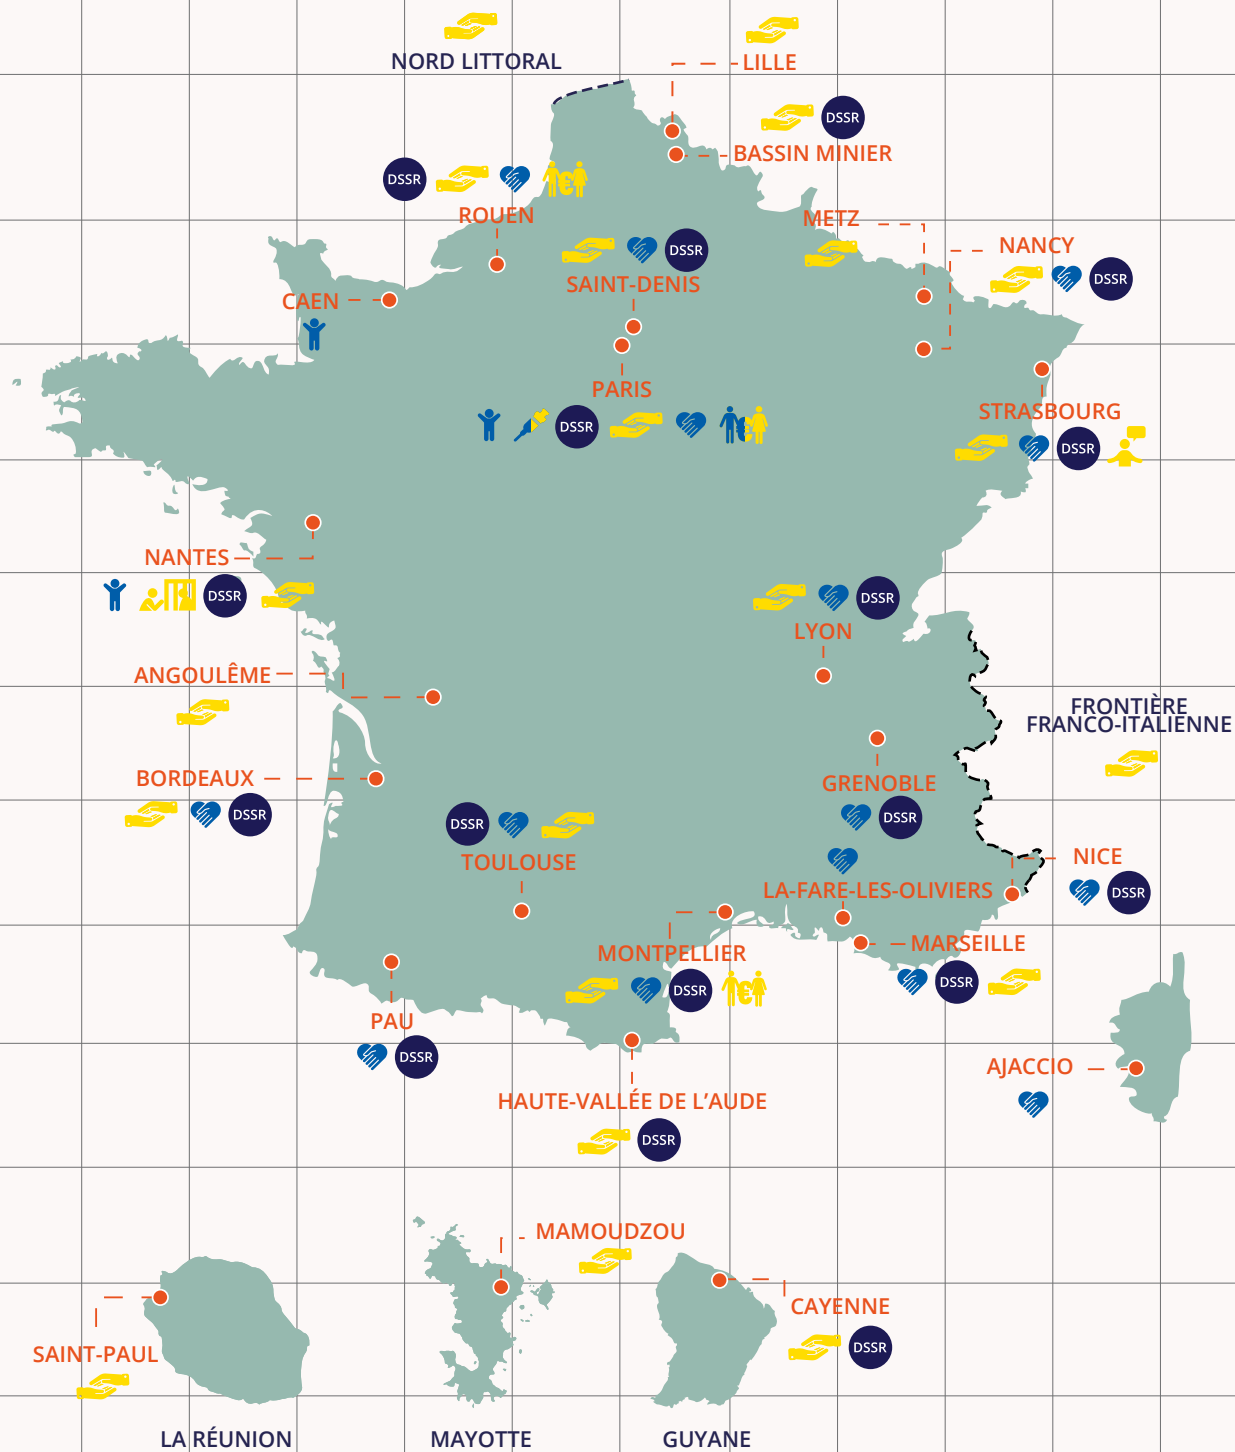 NORD LITTORAL
LILLE
DSSR
BASSIN MINIER
DSSR
ROUEN
METZ
DSSR
SAINT-DENIS
NANCY
DSSR
CAEN
PARIS
DSSR
STRASBOURG
DSSR
NANTES
DSSR
DSSR
LYON
ANGOULÊME
FRONTIÈRE
FRANCO-ITALIENNE
BORDEAUX
DSSR
GRENOBLE
DSSR
DSSR
TOULOUSE
NICE
DSSR
LA-FARE-LES-OLIVIERS
MONTPELLIER
DSSR
MARSEILLE
DSSR
PAU
DSSR
AJACCIO
HAUTE-VALLÉE DE L’AUDE
DSSR
MAMOUDZOU
CAYENNE
DSSR
SAINT-PAUL
LA RÉUNION
MAYOTTE
GUYANE